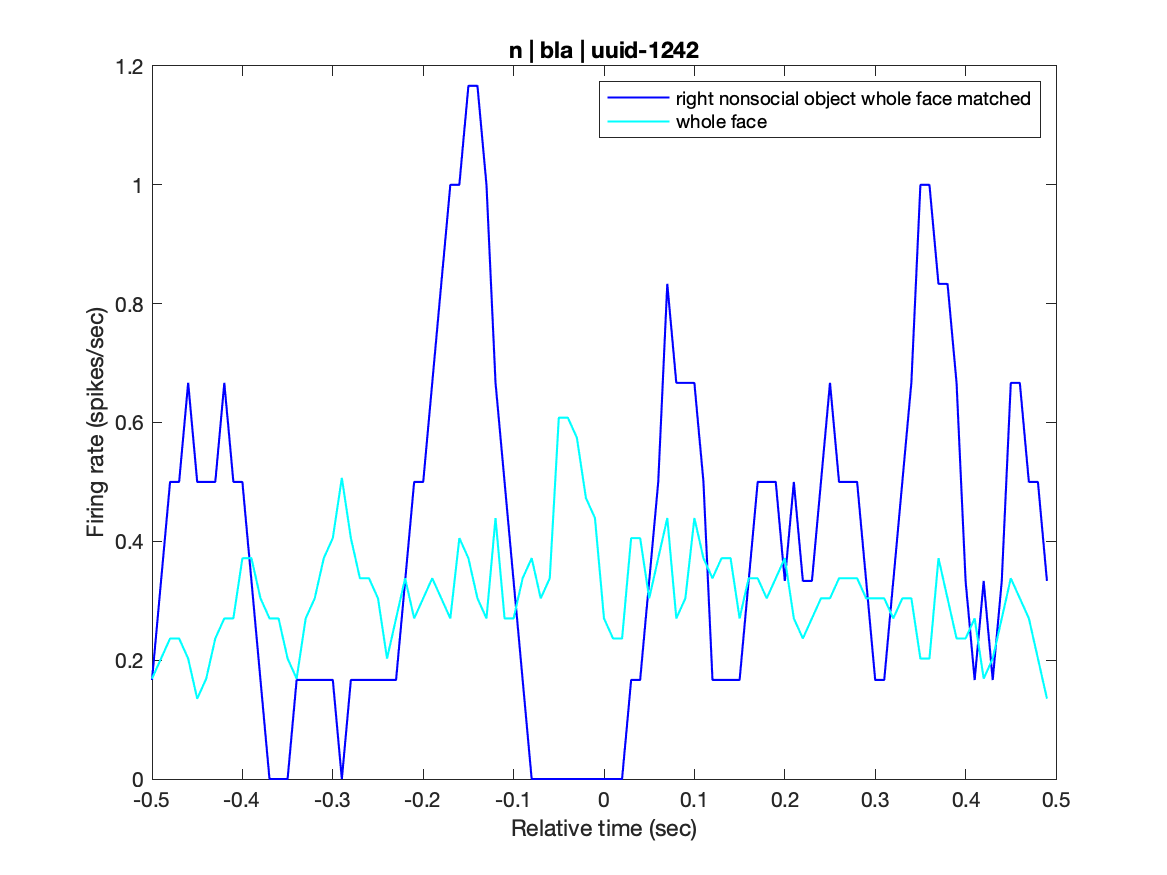 n | bla | uuid-1242
right nonsocial object whole face matched
whole face
Firing rate (spikes/sec)
1.2
1
0.8
0.6
0.4
0.2
0
-0.5 -0.4 -0.3 -0.2 -0.1 0 0.1 0.2 0.3 0.4 0.5
Relative time (sec)